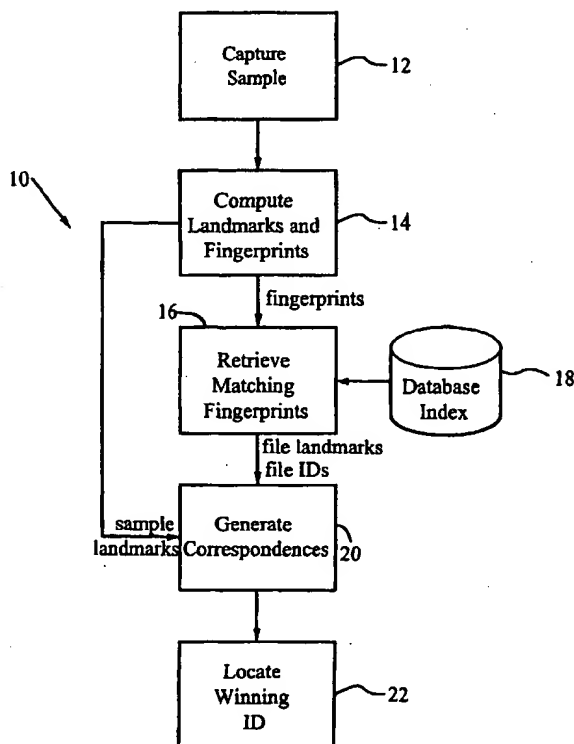 Capture
Sample
12
10
Compute
Landmarks and
Fingerprints
14
fingerprints
16
Retrieve
Matching
Fingerprints
Database
Index
18
file landmarks
file IDs
sample
landmarks
Generate
Correspondences
20
Locate
Winning
ID
22